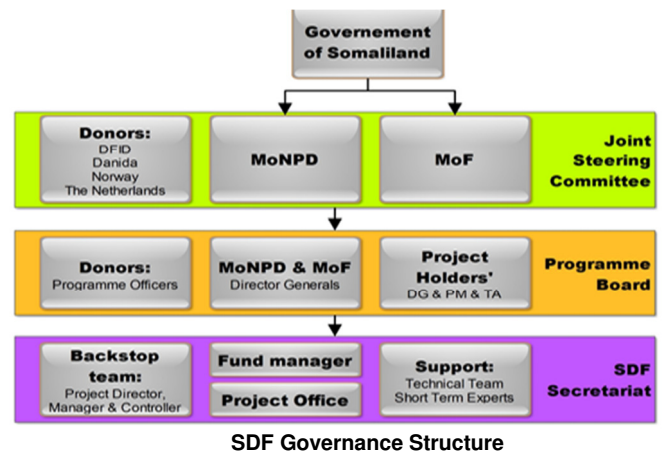 Governement
of Somaliland
Donors:
DFID
Danida
Norway
The Netherlands
MoNPD
MoF
Joint
Steering
Committee
Donors:
Programme Officers
MoNPD & MoF
Director Generals
Project
Holders'
DG & PM & TA
Programme
Board
Backstop
team:
Project Director,
Manager & Controller
Fund manager
Project Office
Support:
Technical Team
Short Term Experts
SDF
Secretariat
SDF Governance Structure